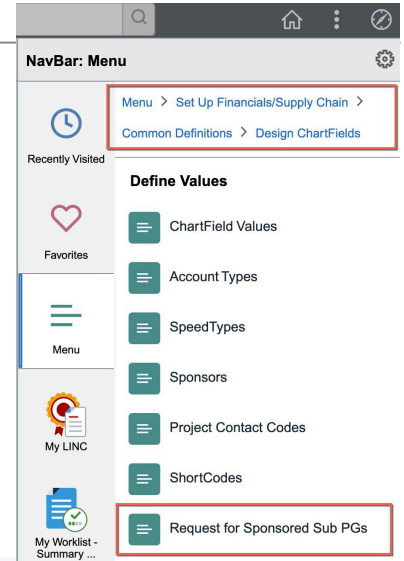 NavBar: Menu
Menu > Set Up Financials/Supply Chain >
Common Definitions > Design ChartFields
Recently Visited
Favorites
Menu
My LINC
My Worklist -
Summary ...
Define Values
ChartField Values
Account Types
SpeedTypes
Sponsors
Project Contact Codes
ShortCodes
Request for Sponsored Sub PGs